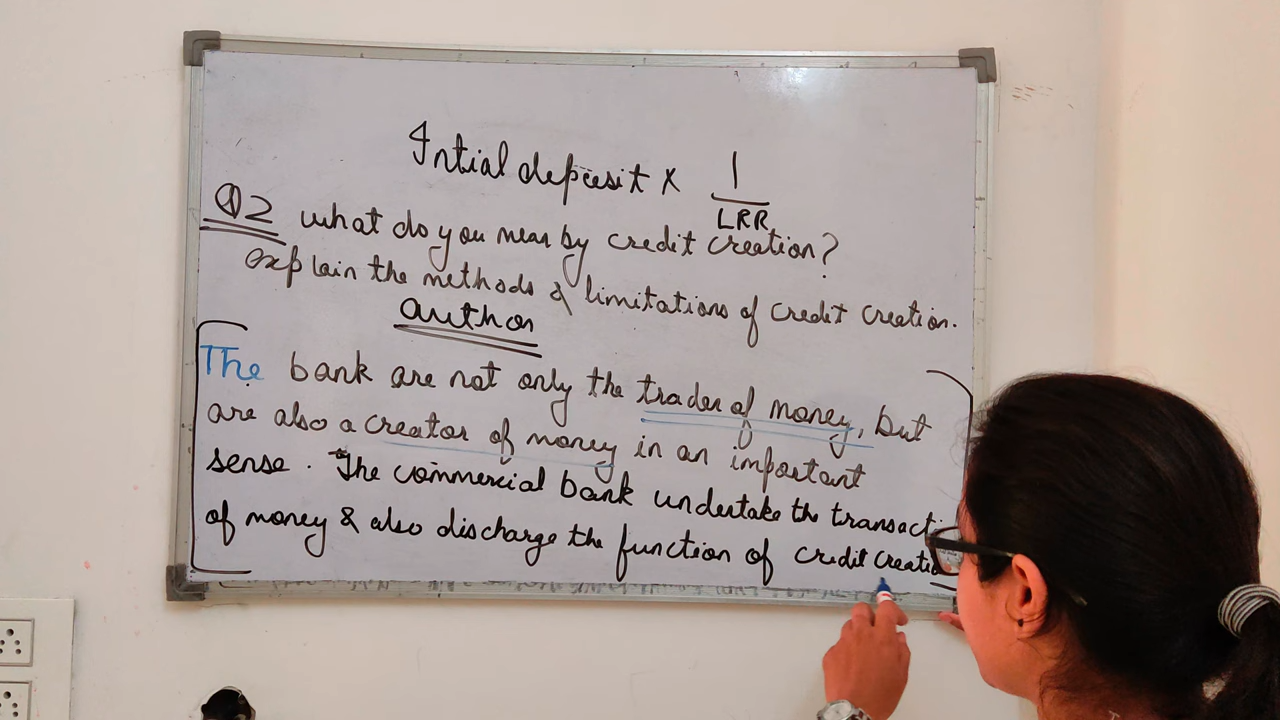 Intial deposit × 1/LRR
Q2 what do you mean by credit creation?
explain the methods & limitations of credit creation.
author
The bank are not only the trader of money, but
are also a creator of money in an important
sense. The commercial bank undertake the transacti
of money & also discharge the function of credit creatio